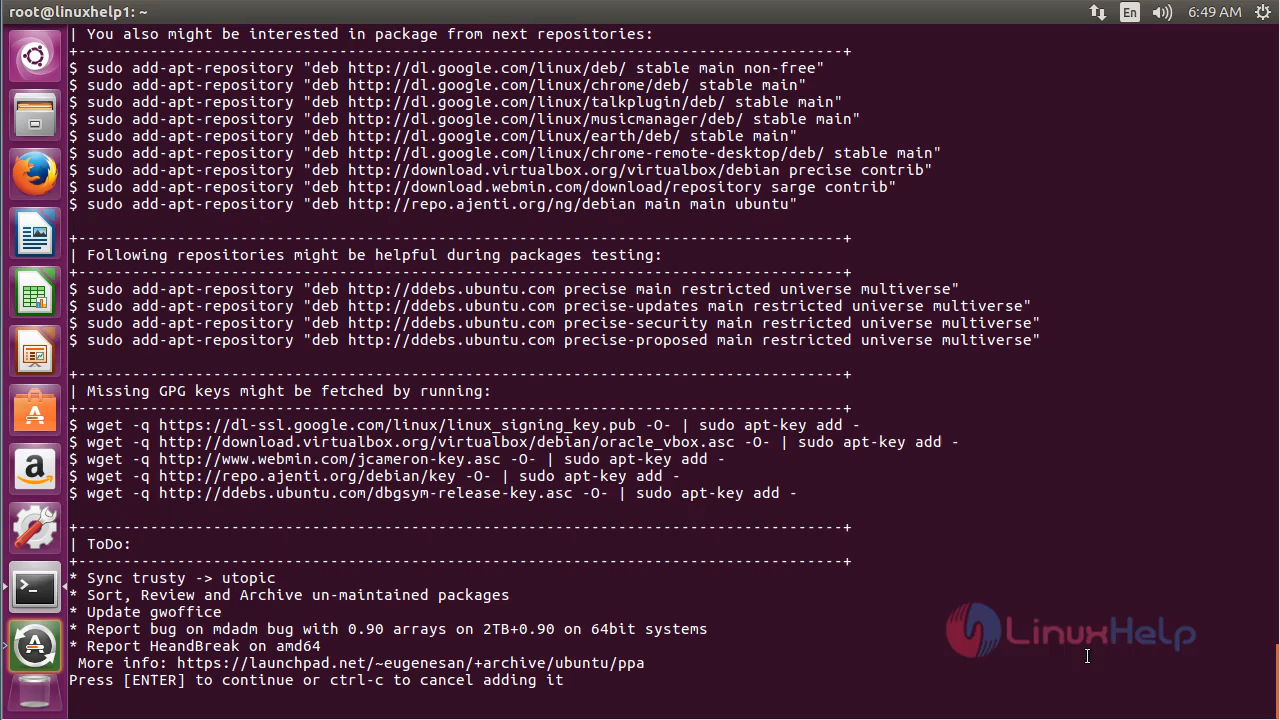 root@linuxhelp1: ~
En
6:49 AM
| You also might be interested in package from next repositories:
+--------------------------------------------------------------------------------------+
$ sudo add-apt-repository "deb http://dl.google.com/linux/deb/ stable main non-free"
$ sudo add-apt-repository "deb http://dl.google.com/linux/chrome/deb/ stable main"
$ sudo add-apt-repository "deb http://dl.google.com/linux/talkplugin/deb/ stable main"
$ sudo add-apt-repository "deb http://dl.google.com/linux/musicmanager/deb/ stable main"
$ sudo add-apt-repository "deb http://dl.google.com/linux/earth/deb/ stable main"
$ sudo add-apt-repository "deb http://dl.google.com/linux/chrome-remote-desktop/deb/ stable main"
$ sudo add-apt-repository "deb http://download.virtualbox.org/virtualbox/debian precise contrib"
$ sudo add-apt-repository "deb http://download.webmin.com/download/repository sarge contrib"
$ sudo add-apt-repository "deb http://repo.ajenti.org/ng/debian main main ubuntu"
+--------------------------------------------------------------------------------------+
| Following repositories might be helpful during packages testing:
+--------------------------------------------------------------------------------------+
$ sudo add-apt-repository "deb http://ddebs.ubuntu.com precise main restricted universe multiverse"
$ sudo add-apt-repository "deb http://ddebs.ubuntu.com precise-updates main restricted universe multiverse"
$ sudo add-apt-repository "deb http://ddebs.ubuntu.com precise-security main restricted universe multiverse"
$ sudo add-apt-repository "deb http://ddebs.ubuntu.com precise-proposed main restricted universe multiverse"
+--------------------------------------------------------------------------------------+
| Missing GPG keys might be fetched by running:
+--------------------------------------------------------------------------------------+
$ wget -q https://dl-ssl.google.com/linux/linux_signing_key.pub -O- | sudo apt-key add -
$ wget -q http://download.virtualbox.org/virtualbox/debian/oracle_vbox.asc -O- | sudo apt-key add -
$ wget -q http://www.webmin.com/jcameron-key.asc -O- | sudo apt-key add -
$ wget -q http://repo.ajenti.org/debian/key -O- | sudo apt-key add -
$ wget -q http://ddebs.ubuntu.com/dbgsym-release-key.asc -O- | sudo apt-key add -
+--------------------------------------------------------------------------------------+
| ToDo:
+--------------------------------------------------------------------------------------+
* Sync trusty -> utopic
* Sort, Review and Archive un-maintained packages
* Update gwoffice
* Report bug on mdadm bug with 0.90 arrays on 2TB+0.90 on 64bit systems
* Report HeandBreak on amd64
More info: https://launchpad.net/~eugenesan/+archive/ubuntu/ppa
Press [ENTER] to continue or ctrl-c to cancel adding it
LinuxHelp